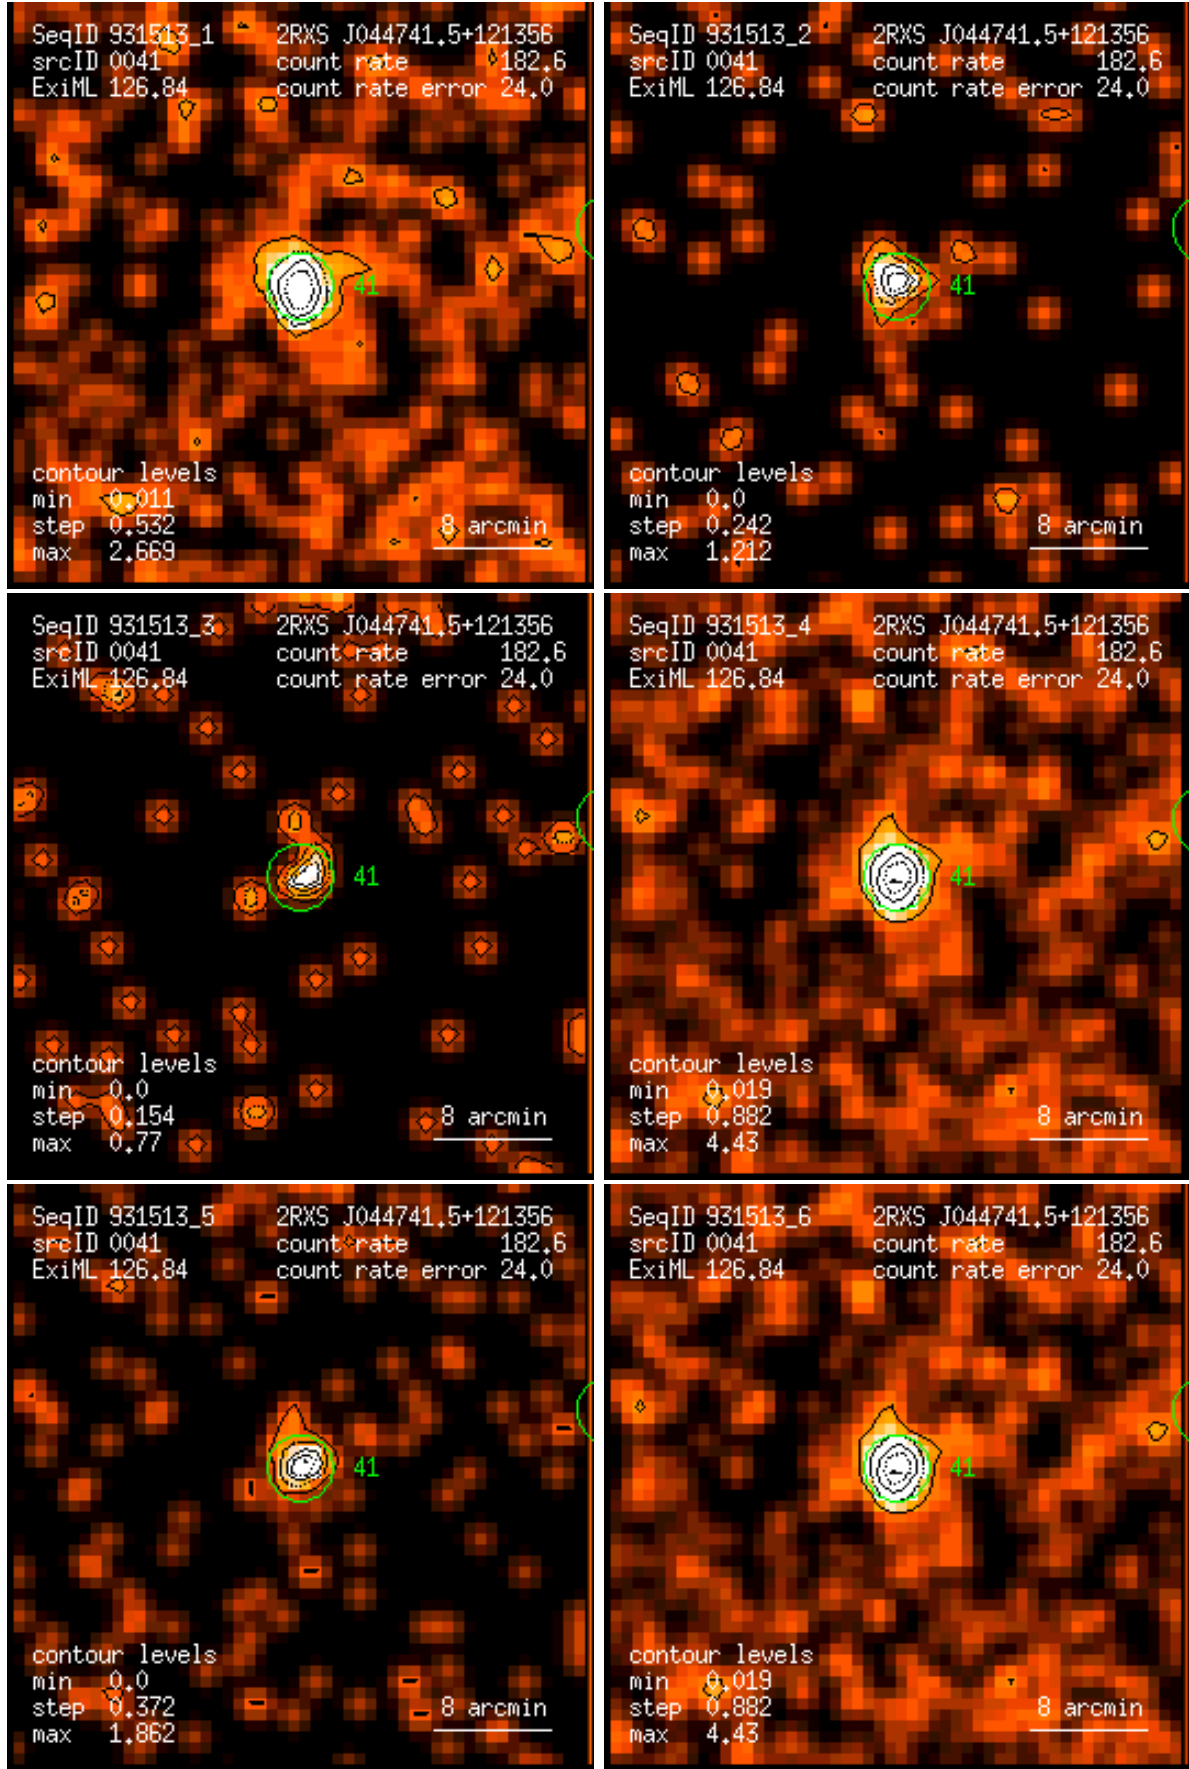 SeqID 931513_1 2RXS J044741.5+121356
srcID 0041 count rate 182.6
ExiML 126.84 count rate error 24.0
41
contour levels
min 0.011
step 0.532
max 2.669
8 arcmin
SeqID 931513_2 2RXS J044741.5+121356
srcID 0041 count rate 182.6
ExiML 126.84 count rate error 24.0
41
contour levels
min 0.0
step 0.242
max 1.212
8 arcmin
SeqID 931513_3 2RXS J044741.5+121356
srcID 0041 count rate 182.6
ExiML 126.84 count rate error 24.0
41
contour levels
min 0.0
step 0.154
max 0.77
8 arcmin
SeqID 931513_4 2RXS J044741.5+121356
srcID 0041 count rate 182.6
ExiML 126.84 count rate error 24.0
41
contour levels
min 0.019
step 0.882
max 4.43
8 arcmin
SeqID 931513_5 2RXS J044741.5+121356
srcID 0041 count rate 182.6
ExiML 126.84 count rate error 24.0
41
contour levels
min 0.0
step 0.372
max 1.862
8 arcmin
SeqID 931513_6 2RXS J044741.5+121356
srcID 0041 count rate 182.6
ExiML 126.84 count rate error 24.0
41
contour levels
min 0.019
step 0.882
max 4.43
8 arcmin